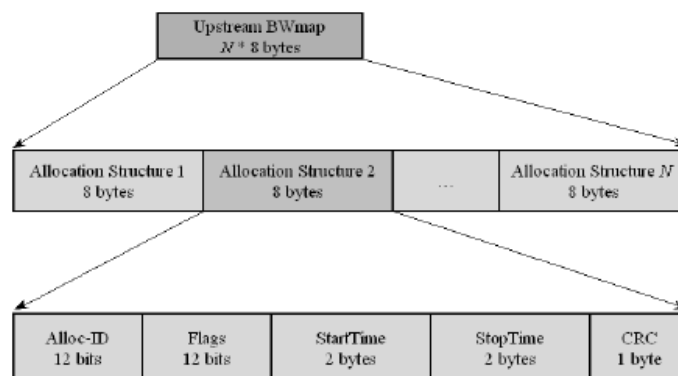 Upstream BWmap
N * 8 bytes
Allocation Structure 1
8 bytes
Allocation Structure 2
8 bytes
...
Allocation Structure N
8 bytes
Alloc-ID
12 bits
Flags
12 bits
StartTime
2 bytes
StopTime
2 bytes
CRC
1 byte